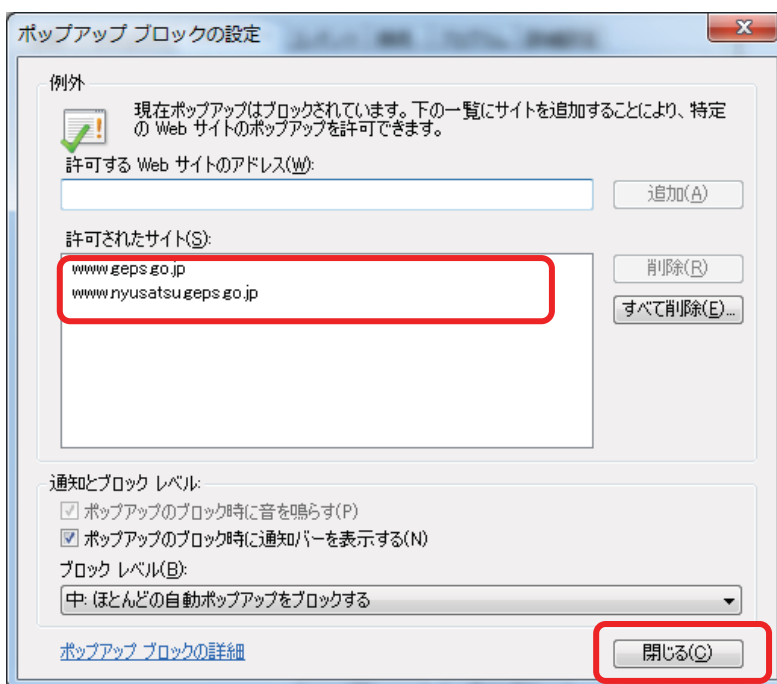 ポップアップ ブロックの設定
例外
現在ポップアップはブロックされています。下の一覧にサイトを追加することにより、特定
の Web サイトのポップアップを許可できます。
許可する Web サイトのアドレス(W):
追加(A)
許可されたサイト(S):
www.geps.go.jp
www.nyusatsu.geps.go.jp
削除(R)
すべて削除(E)...
通知とブロック レベル:
ポップアップのブロック時に音を鳴らす(P)
ポップアップのブロック時に通知バーを表示する(N)
ブロック レベル(B):
中: ほとんどの自動ポップアップをブロックする
ポップアップ ブロックの詳細
閉じる(C)